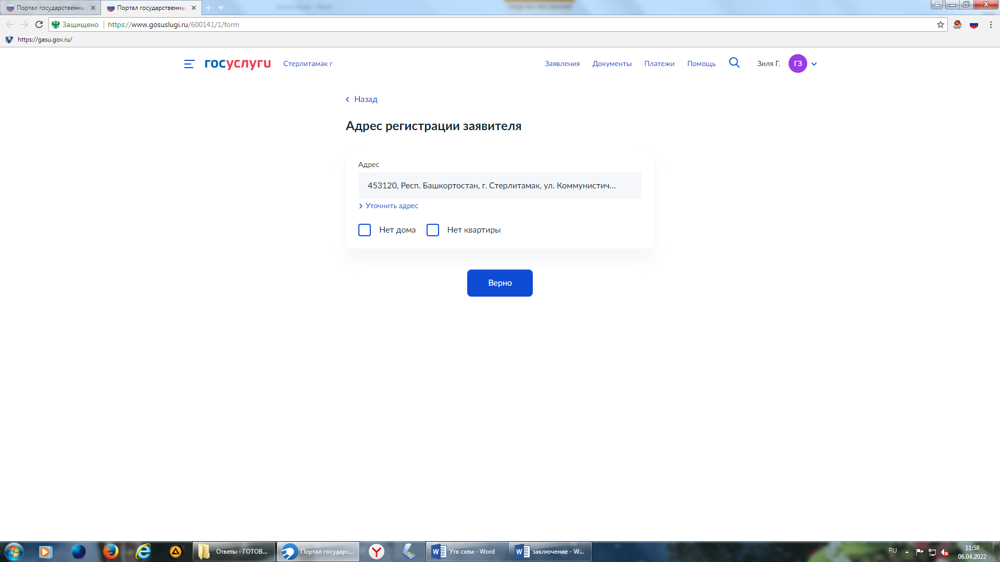 Портал государственны
Портал государственны
Защищено
https://www.gosuslugi.ru/600141/1/form
https://gasu.gov.ru/
госуслуги
Стерлитамак г
Заявления
Документы
Платежи
Помощь
Зиля Г.
ГЗ
Назад
Адрес регистрации заявителя
Адрес
453120, Респ. Башкортостан, г. Стерлитамак, ул. Коммунистич...
Уточнить адрес
Нет дома
Нет квартиры
Верно
Ответы - ГОТОВ...
Портал государс...
Утв схем - Word
заключение - W...
RU
11:58
06.04.2022